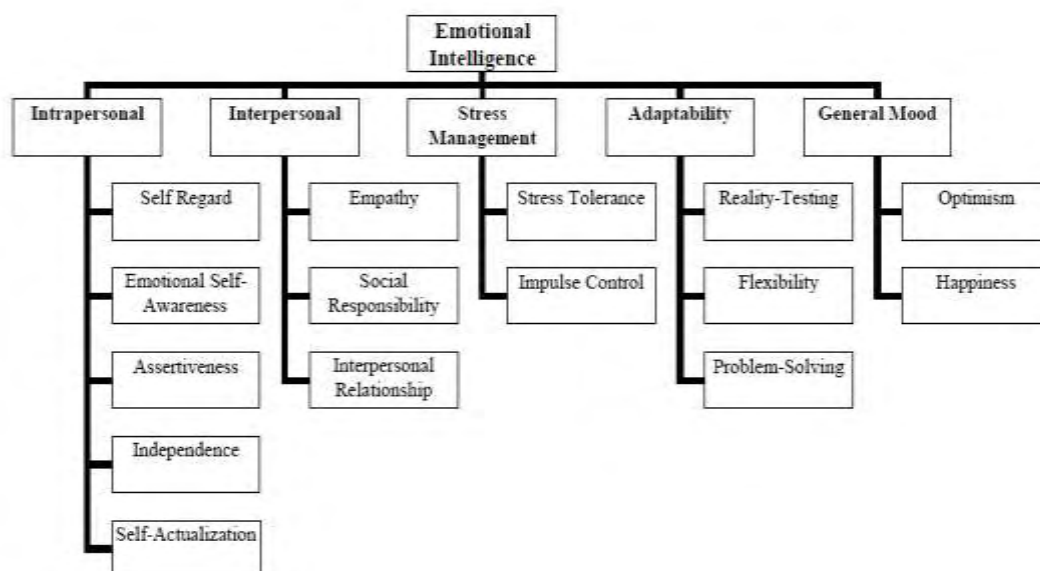 Emotional
Intelligence
Intrapersonal
Interpersonal
Stress
Management
Adaptability
General Mood
Self Regard
Emotional Self-
Awareness
Assertiveness
Independence
Self-Actualization
Empathy
Social
Responsibility
Interpersonal
Relationship
Stress Tolerance
Impulse Control
Reality-Testing
Flexibility
Problem-Solving
Optimism
Happiness